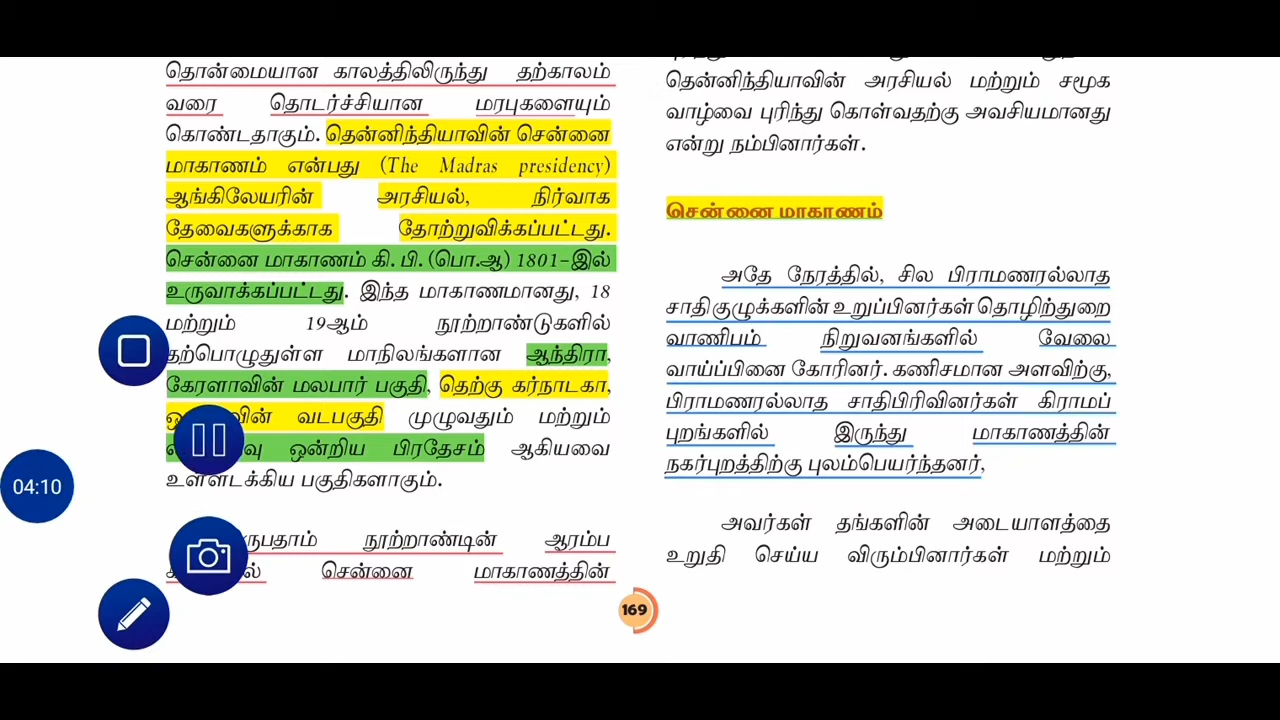 தொன்மையான காலத்திலிருந்து தற்காலம்
வரை தொடர்ச்சியான மரபுகளையும்
கொண்டதாகும். தென்னிந்தியாவின் சென்னை
மாகாணம் என்பது (The Madras presidency)
ஆங்கிலேயரின் அரசியல், நிர்வாக
தேவைகளுக்காக தோற்றுவிக்கப்பட்டது.
சென்னை மாகாணம் கி. பி. (பொ.ஆ) 1801-இல்
உருவாக்கப்பட்டது. இந்த மாகாணமானது, 18
மற்றும் 19ஆம் நூற்றாண்டுகளில்
தற்பொழுதுள்ள மாநிலங்களான ஆந்திரா,
கேரளாவின் மலபார் பகுதி, தெற்கு கர்நாடகா,
வடபகுதி முழுவதும் மற்றும்
ஒன்றிய பிரதேசம் ஆகியவை
உள்ளடக்கிய பகுதிகளாகும்.
நூற்றாண்டின் ஆரம்ப
சென்னை மாகாணத்தின்
தென்னிந்தியாவின் அரசியல் மற்றும் சமூக
வாழ்வை புரிந்து கொள்வதற்கு அவசியமானது
என்று நம்பினார்கள்.
சென்னை மாகாணம்
அதே நேரத்தில், சில பிராமணரல்லாத
சாதிகுழுக்களின் உறுப்பினர்கள் தொழிற்துறை
வாணிபம் நிறுவனங்களில் வேலை
வாய்ப்பினை கோரினர். கணிசமான அளவிற்கு,
பிராமணரல்லாத சாதிபிரிவினர்கள் கிராமப்
புறங்களில் இருந்து மாகாணத்தின்
நகர்புறத்திற்கு புலம்பெயர்ந்தனர்,
அவர்கள் தங்களின் அடையாளத்தை
உறுதி செய்ய விரும்பினார்கள் மற்றும்
169
04:10